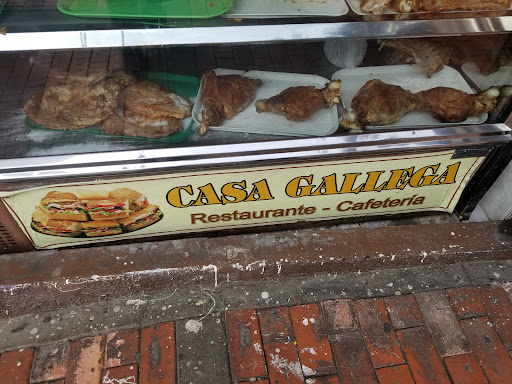 CASA GALLEGA
Restaurante - Cafetería